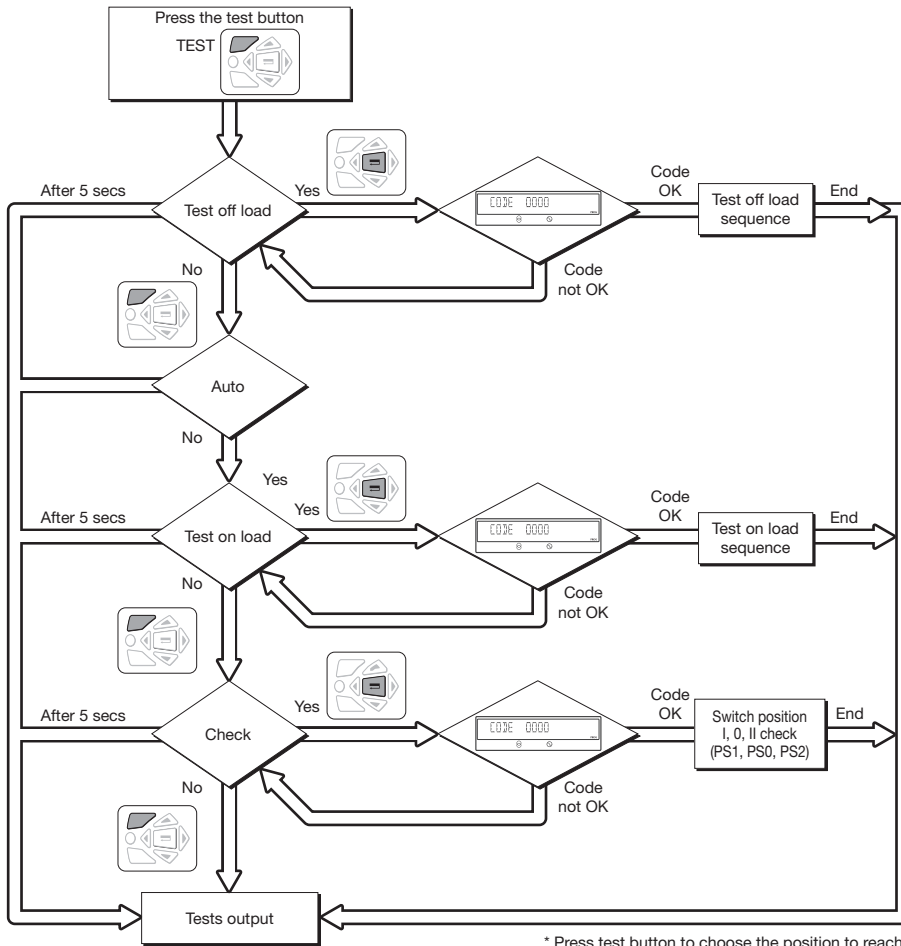 Press the test button
TEST
After 5 secs
Test off load
Yes
CODE 0000
PROG
Code
OK
Test off load
sequence
End
No
Code
not OK
Auto
No
Yes
After 5 secs
Test on load
Yes
CODE 0000
PROG
Code
OK
Test on load
sequence
End
No
Code
not OK
After 5 secs
Check
Yes
CODE 0000
PROG
Code
OK
Switch position
I, 0, II check
(PS1, PS0, PS2)
End
No
Code
not OK
Tests output
* Press test button to choose the position to reach